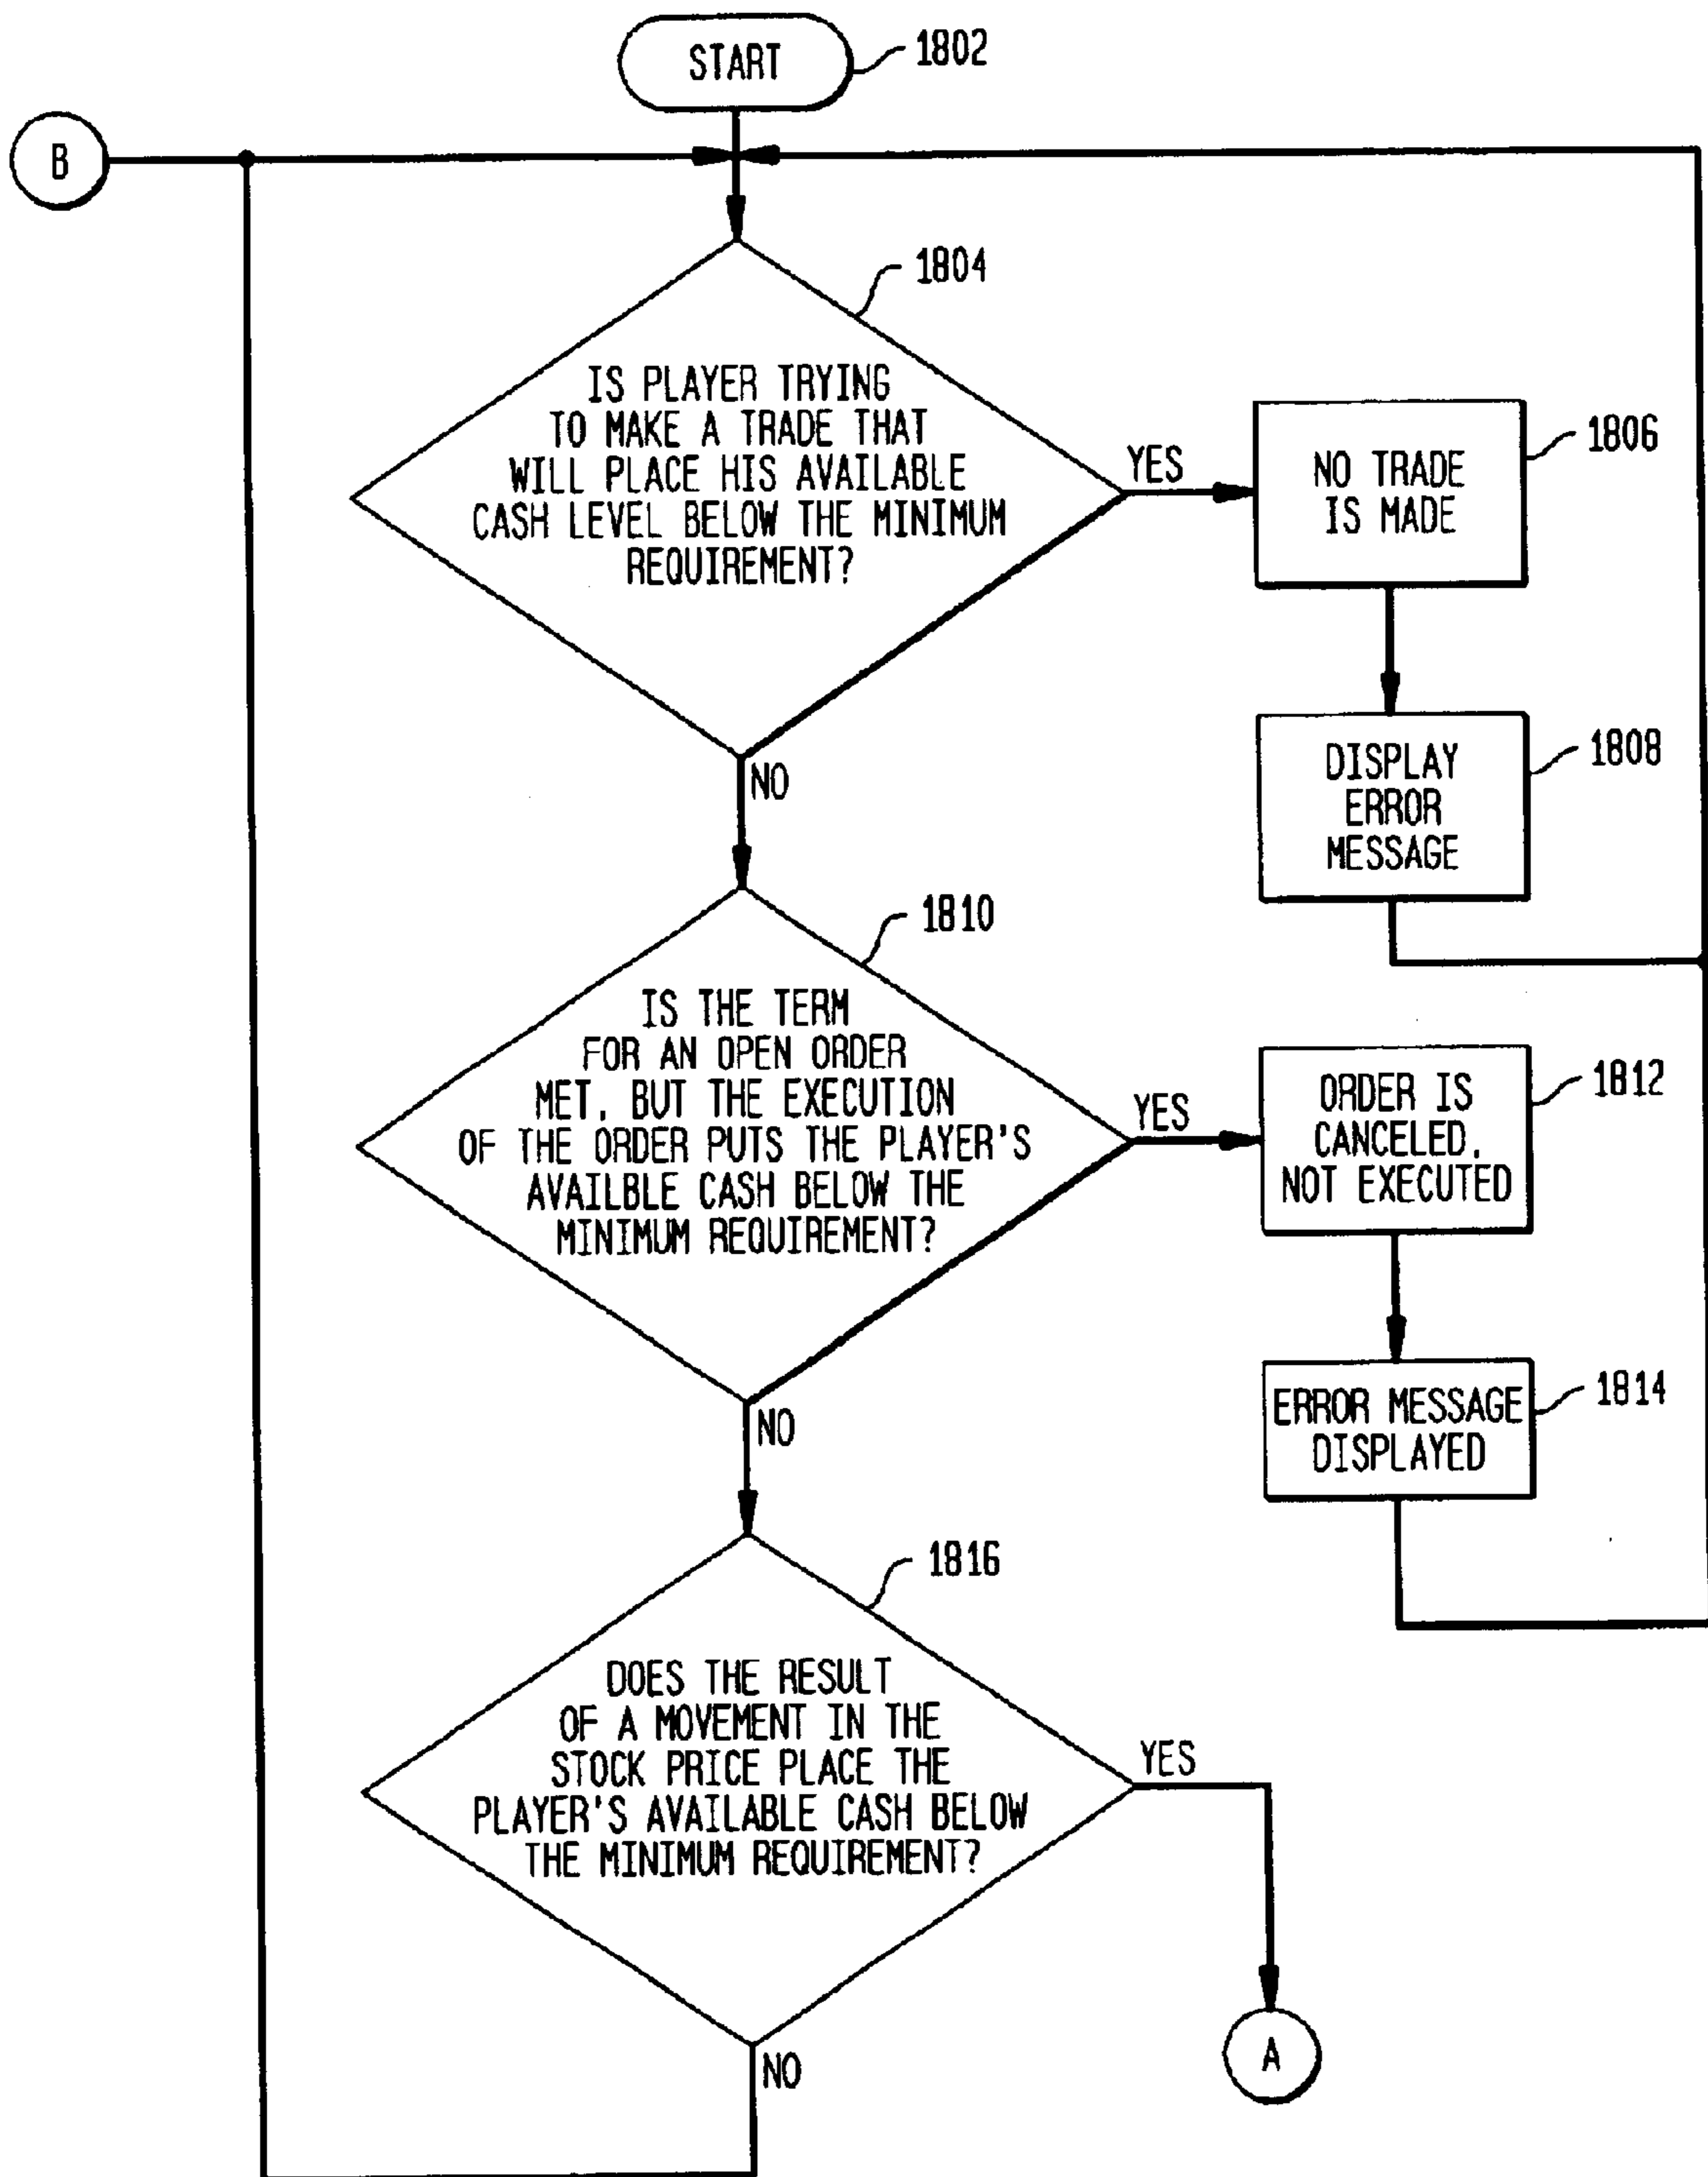 START
1802
B
1804
IS PLAYER TRYING
TO MAKE A TRADE THAT
WILL PLACE HIS AVAILABLE
CASH LEVEL BELOW THE MINIMUM
REQUIREMENT?
YES
NO TRADE
IS MADE
1806
DISPLAY
ERROR
MESSAGE
1808
NO
1810
IS THE TERM
FOR AN OPEN ORDER
MET, BUT THE EXECUTION
OF THE ORDER PUTS THE PLAYER'S
AVAILBLE CASH BELOW THE
MINIMUM REQUIREMENT?
YES
ORDER IS
CANCELED,
NOT EXECUTED
1812
ERROR MESSAGE
DISPLAYED
1814
NO
1816
DOES THE RESULT
OF A MOVEMENT IN THE
STOCK PRICE PLACE THE
PLAYER'S AVAILABLE CASH BELOW
THE MINIMUM REQUIREMENT?
YES
A
NO